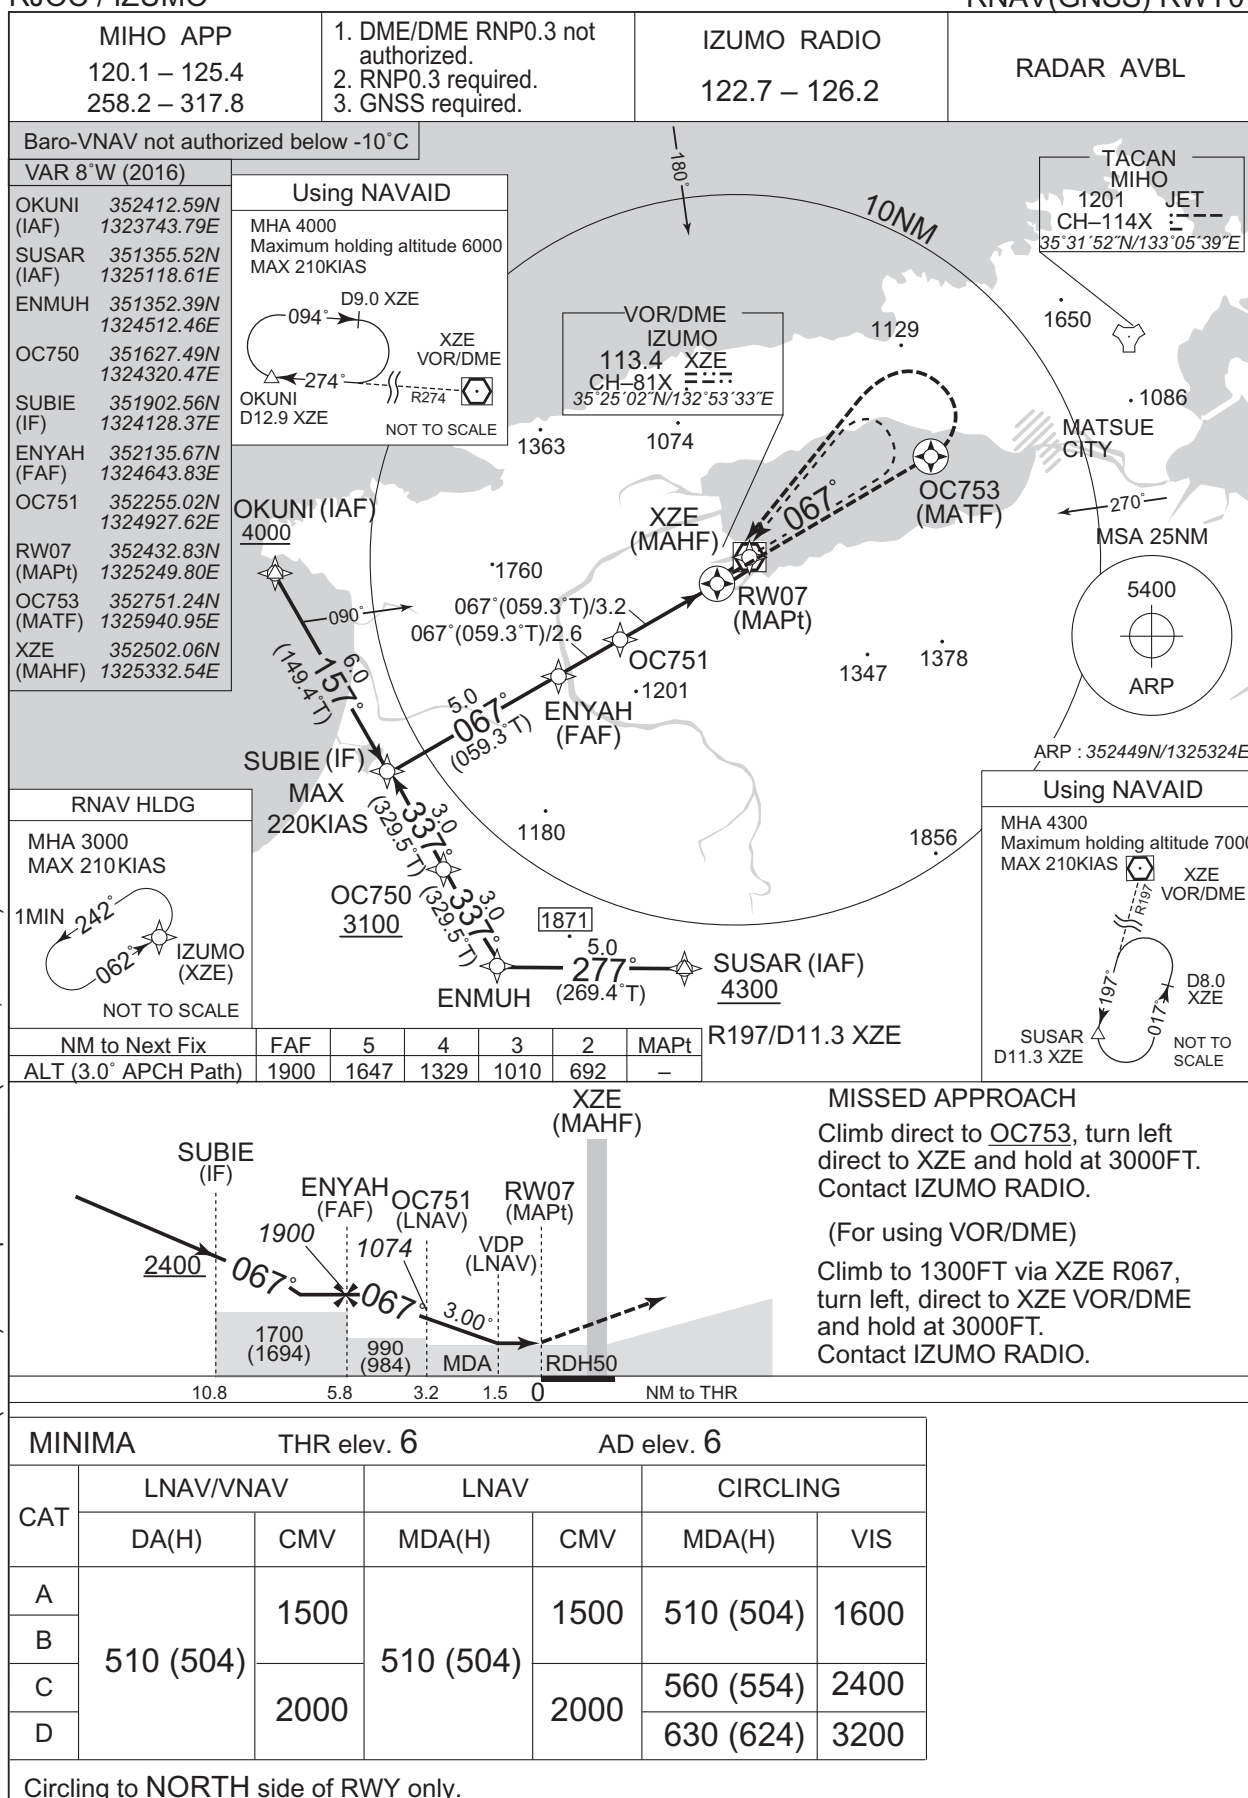 RJOC / IZUMO
RNAV(GNSS) RWY0
MIHO APP
120.1 – 125.4
258.2 – 317.8
1. DME/DME RNP0.3 not
authorized.
2. RNP0.3 required.
3. GNSS required.
IZUMO RADIO
122.7 – 126.2
RADAR AVBL
Baro-VNAV not authorized below -10˚C
VAR 8˚W (2016)
OKUNI 352412.59N
(IAF) 1323743.79E
SUSAR 351355.52N
(IAF) 1325118.61E
ENMUH 351352.39N
1324512.46E
OC750 351627.49N
1324320.47E
SUBIE 351902.56N
(IF) 1324128.37E
ENYAH 352135.67N
(FAF) 1324643.83E
OC751 352255.02N
1324927.62E
RW07 352432.83N
(MAPt) 1325249.80E
OC753 352751.24N
(MATF) 1325940.95E
XZE 352502.06N
(MAHF) 1325332.54E
Using NAVAID
MHA 4000
Maximum holding altitude 6000
MAX 210KIAS
D9.0 XZE
094˚
XZE
VOR/DME
274˚
R274
OKUNI
D12.9 XZE
NOT TO SCALE
180˚
10NM
TACAN
MIHO
1201 JET
CH–114X
35˚31´52˝N/133˚05´39˝E
VOR/DME
IZUMO
113.4 XZE
CH–81X
35˚25´02˝N/132˚53´33˝E
1650
1129
1086
1363
1074
MATSUE
CITY
OKUNI (IAF)
4000
XZE
(MAHF)
067˚
OC753
(MATF)
270˚
MSA 25NM
5400
ARP
ARP : 352449N/1325324E
1760
090˚
067˚(059.3˚T)/3.2
067˚(059.3˚T)/2.6
RW07
(MAPt)
OC751
1347
1378
1201
6.0
157˚
(149.4˚T)
5.0
067˚
(059.3˚T)
ENYAH
(FAF)
SUBIE (IF)
MAX
220KIAS
3.0
337˚
(329.5˚T)
1180
1856
OC750
3100
3.0
337˚
(329.5˚T)
1871
5.0
277˚
(269.4˚T)
ENMUH
SUSAR (IAF)
4300
R197/D11.3 XZE
RNAV HLDG
MHA 3000
MAX 210KIAS
1MIN
242˚
062˚
IZUMO
(XZE)
NOT TO SCALE
Using NAVAID
MHA 4300
Maximum holding altitude 7000
MAX 210KIAS
XZE
VOR/DME
R197
197˚
017˚
D8.0
XZE
SUSAR
D11.3 XZE
NOT TO
SCALE
NM to Next Fix FAF 5 4 3 2 MAPt
ALT (3.0˚ APCH Path) 1900 1647 1329 1010 692 –
XZE
(MAHF)
SUBIE
(IF)
ENYAH
(FAF)
OC751
(LNAV)
RW07
(MAPt)
VDP
(LNAV)
1900
1074
2400
067˚
067˚
3.00˚
1700
(1694)
990
(984)
MDA
RDH50
10.8 5.8 3.2 1.5 0 NM to THR
MISSED APPROACH
Climb direct to OC753, turn left
direct to XZE and hold at 3000FT.
Contact IZUMO RADIO.
(For using VOR/DME)
Climb to 1300FT via XZE R067,
turn left, direct to XZE VOR/DME
and hold at 3000FT.
Contact IZUMO RADIO.
MINIMA THR elev. 6 AD elev. 6
CAT LNAV/VNAV LNAV CIRCLING
DA(H) CMV MDA(H) CMV MDA(H) VIS
A
B
C
D
510 (504)
1500
2000
510 (504)
1500
2000
510 (504) 1600
560 (554) 2400
630 (624) 3200
Circling to NORTH side of RWY only.